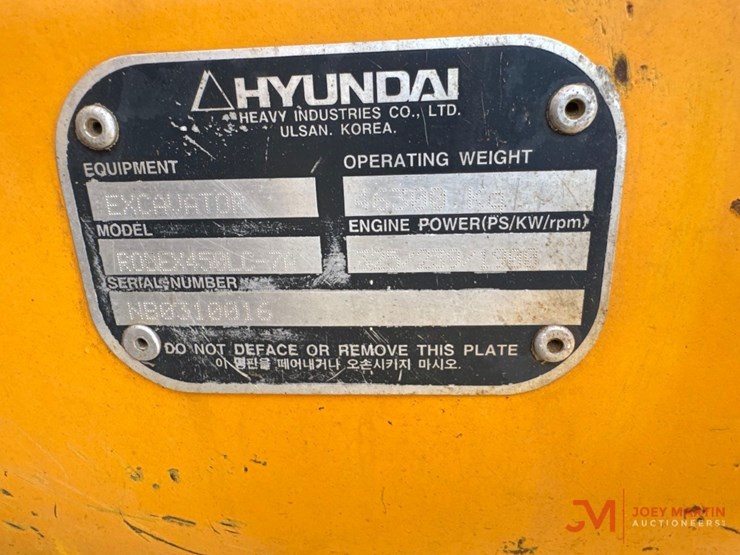 HYUNDAI
HEAVY INDUSTRIES CO., LTD.
ULSAN. KOREA.
EQUIPMENT OPERATING WEIGHT
EXCAVATOR kg
MODEL ENGINE POWER(PS/KW/rpm)
SERIAL NUMBER
NB0310016
DO NOT DEFACE OR REMOVE THIS PLATE
이 명판을 떼어내거나 오손시키지 마시오.
JM JOEY MARTIN
AUCTIONEERS